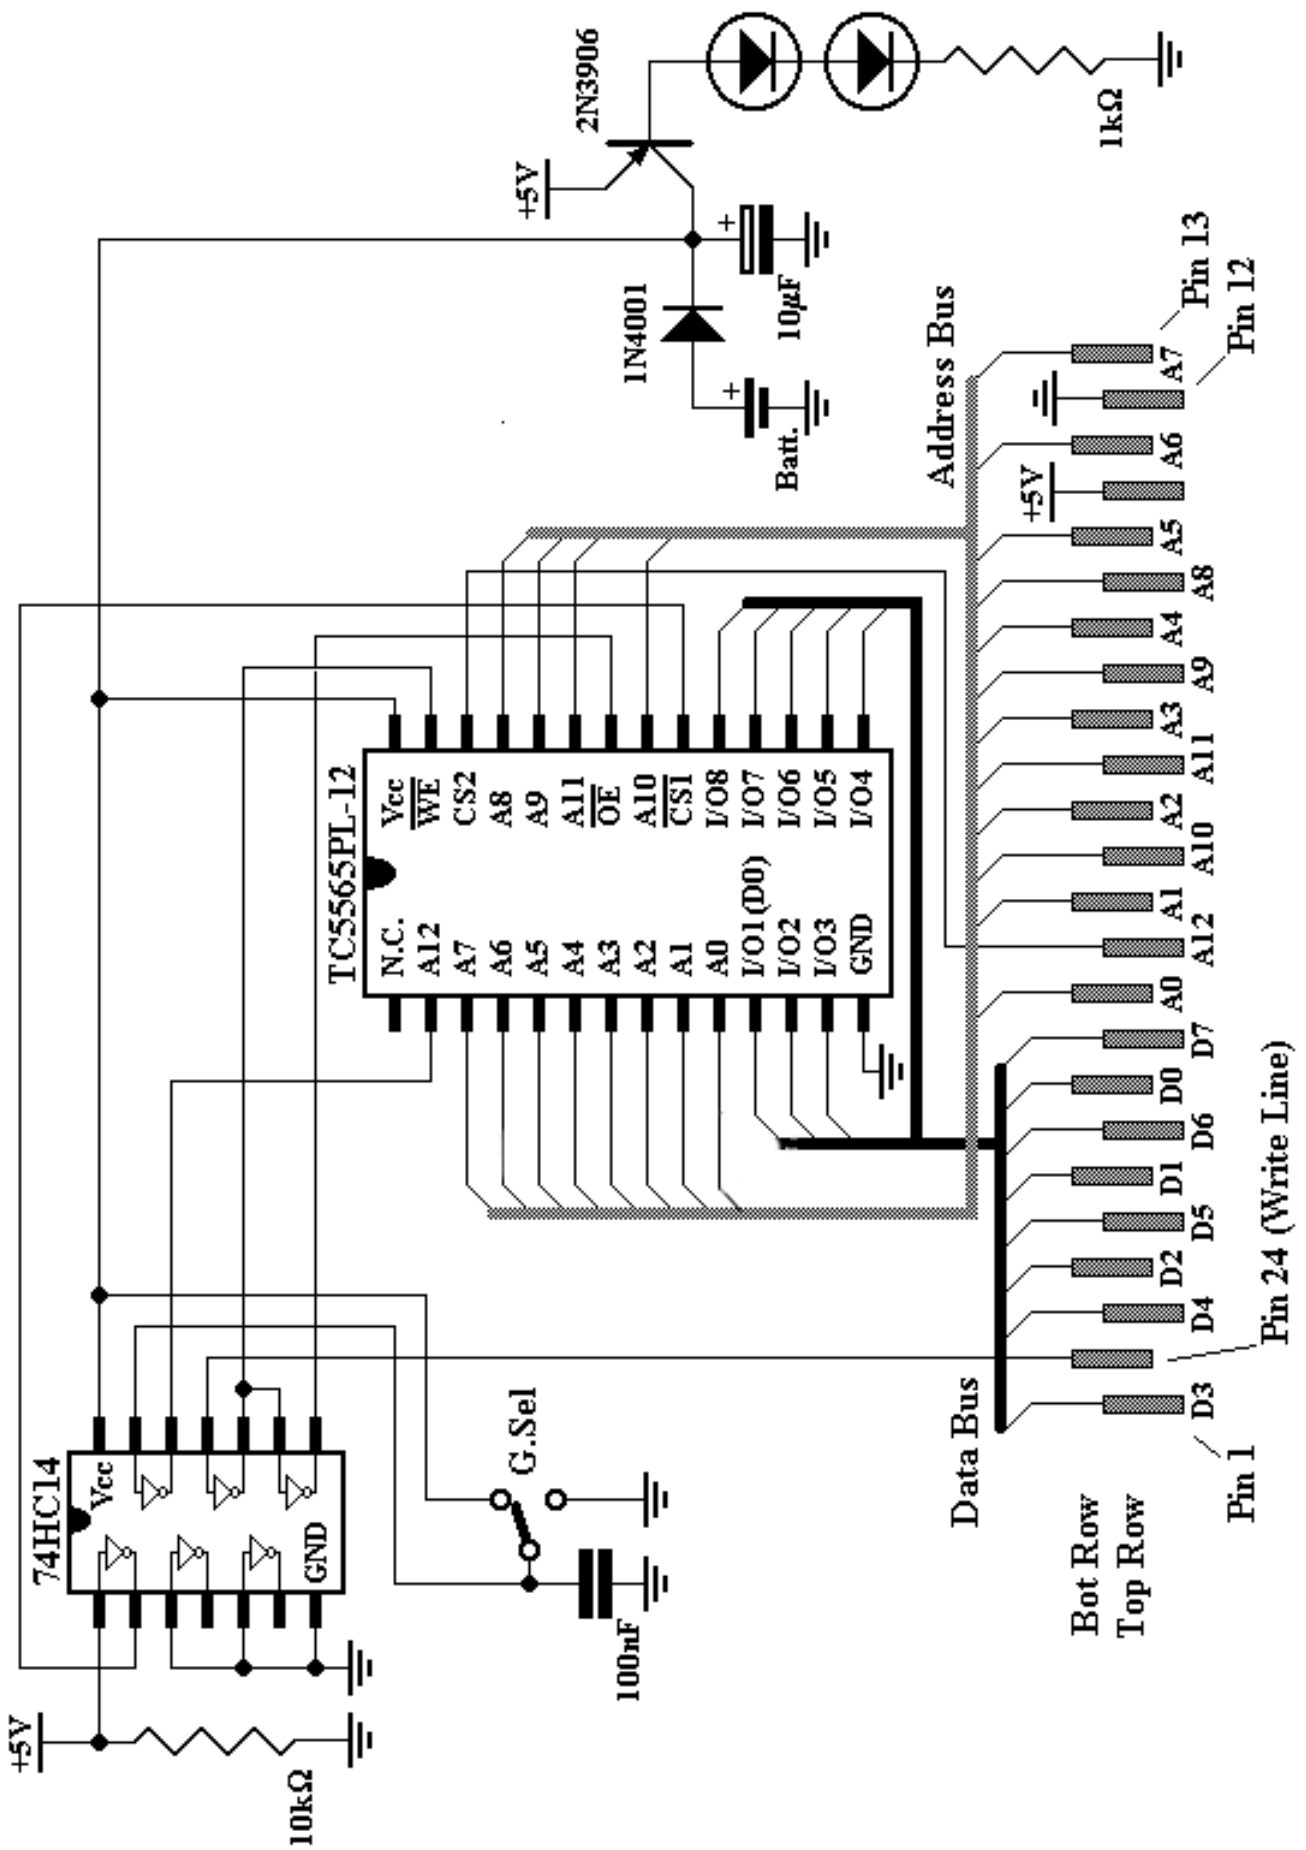 +5V
10kΩ
74HC14
Vcc
GND
100nF
G.Sel
TC5565PL-12
N.C.
A12
A7
A6
A5
A4
A3
A2
A1
A0
I/O1(D0)
I/O2
I/O3
GND
Vcc
WE
CS2
A8
A9
A11
OE
A10
CS1
I/O8
I/O7
I/O6
I/O5
I/O4
+5V
2N3906
1kΩ
1N4001
+
10µF
+
Batt.
Address Bus
Data Bus
+5V
Bot Row
Top Row
D3
D4
D2
D5
D1
D6
D0
D7
A0
A12
A1
A10
A2
A11
A3
A9
A4
A8
A5
A6
A7
Pin 1
Pin 24 (Write Line)
Pin 12
Pin 13